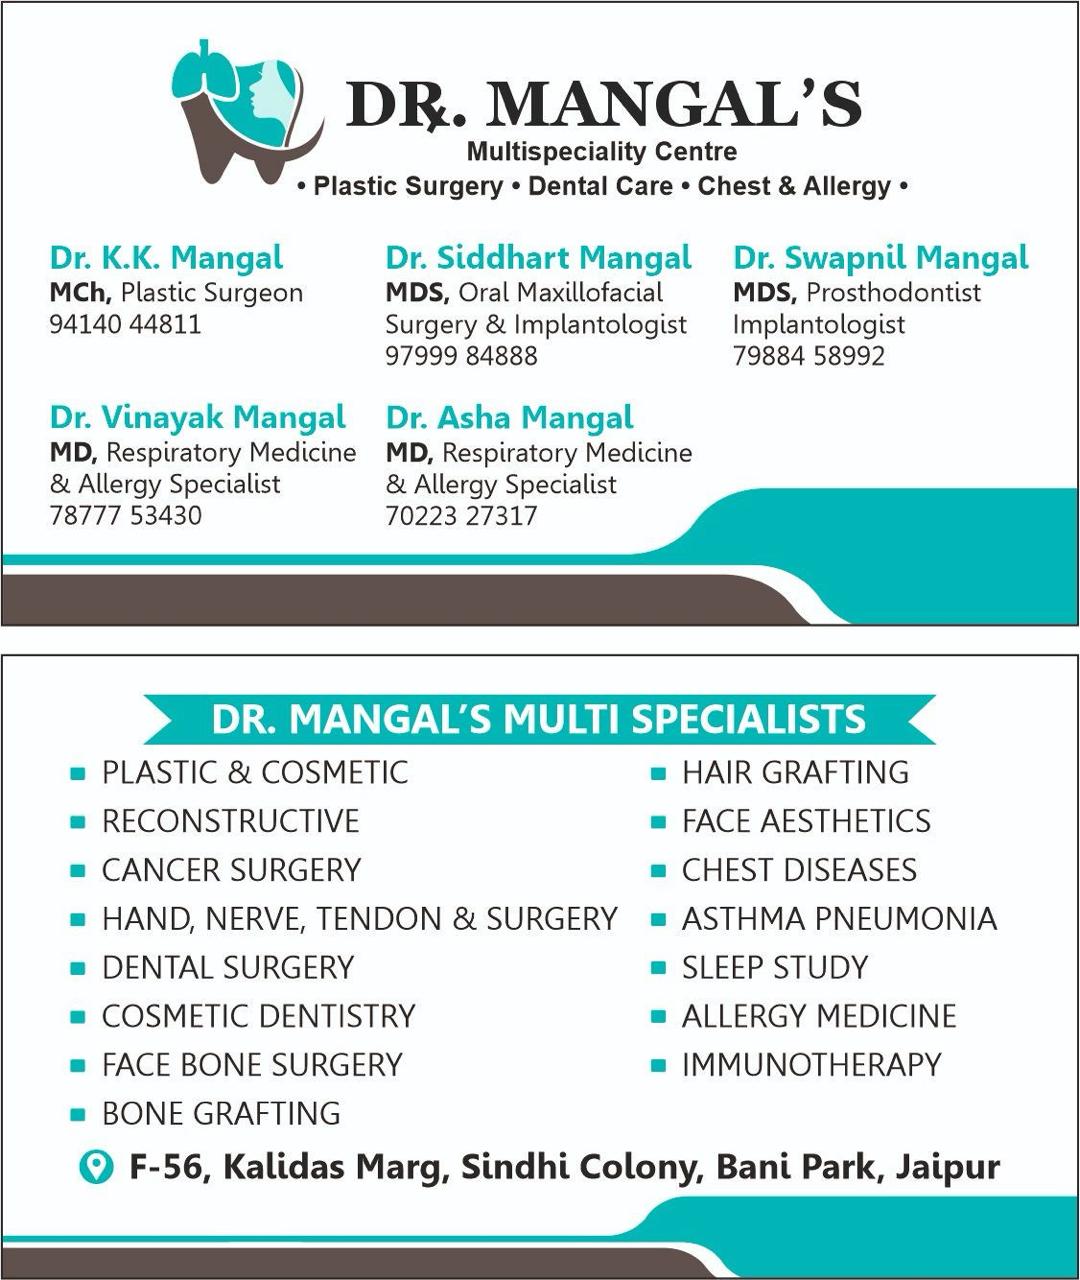 DR. MANGAL'S
Multispeciality Centre
• Plastic Surgery • Dental Care • Chest & Allergy •
Dr. K.K. Mangal
MCh, Plastic Surgeon
94140 44811
Dr. Siddhart Mangal
MDS, Oral Maxillofacial
Surgery & Implantologist
97999 84888
Dr. Swapnil Mangal
MDS, Prosthodontist
Implantologist
79884 58992
Dr. Vinayak Mangal
MD, Respiratory Medicine
& Allergy Specialist
78777 53430
Dr. Asha Mangal
MD, Respiratory Medicine
& Allergy Specialist
70223 27317
DR. MANGAL'S MULTI SPECIALISTS
PLASTIC & COSMETIC
RECONSTRUCTIVE
CANCER SURGERY
HAND, NERVE, TENDON & SURGERY
DENTAL SURGERY
COSMETIC DENTISTRY
FACE BONE SURGERY
BONE GRAFTING
HAIR GRAFTING
FACE AESTHETICS
CHEST DISEASES
ASTHMA PNEUMONIA
SLEEP STUDY
ALLERGY MEDICINE
IMMUNOTHERAPY
F-56, Kalidas Marg, Sindhi Colony, Bani Park, Jaipur